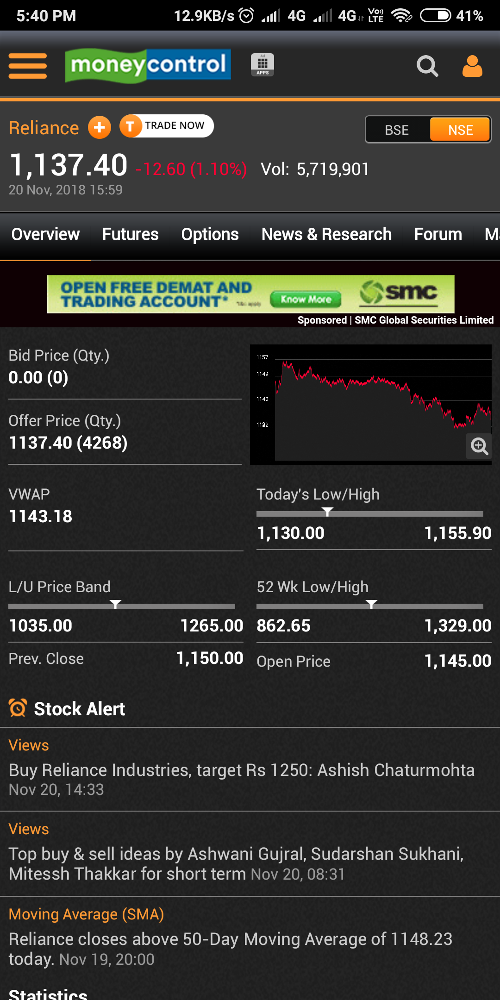 5:40 PM 12.9KB/s 4G 4G VoLTE 41%
moneycontrol Ad APPS
Reliance + T TRADE NOW BSE NSE
1,137.40 -12.60 (1.10%) Vol: 5,719,901
20 Nov, 2018 15:59
Overview Futures Options News & Research Forum Ma
OPEN FREE DEMAT AND
TRADING ACCOUNT* Know More smc
Sponsored | SMC Global Securities Limited
Bid Price (Qty.)
0.00 (0)
Offer Price (Qty.)
1137.40 (4268)
1157
1149
1140
VWAP
1143.18
Today's Low/High
1,130.00 1,155.90
L/U Price Band
1035.00 1265.00
Prev. Close 1,150.00
52 Wk Low/High
862.65 1,329.00
Open Price 1,145.00
Stock Alert
Views
Buy Reliance Industries, target Rs 1250: Ashish Chaturmohta
Nov 20, 14:33
Views
Top buy & sell ideas by Ashwani Gujral, Sudarshan Sukhani,
Mitessh Thakkar for short term Nov 20, 08:31
Moving Average (SMA)
Reliance closes above 50-Day Moving Average of 1148.23
today. Nov 19, 20:00
Statistics